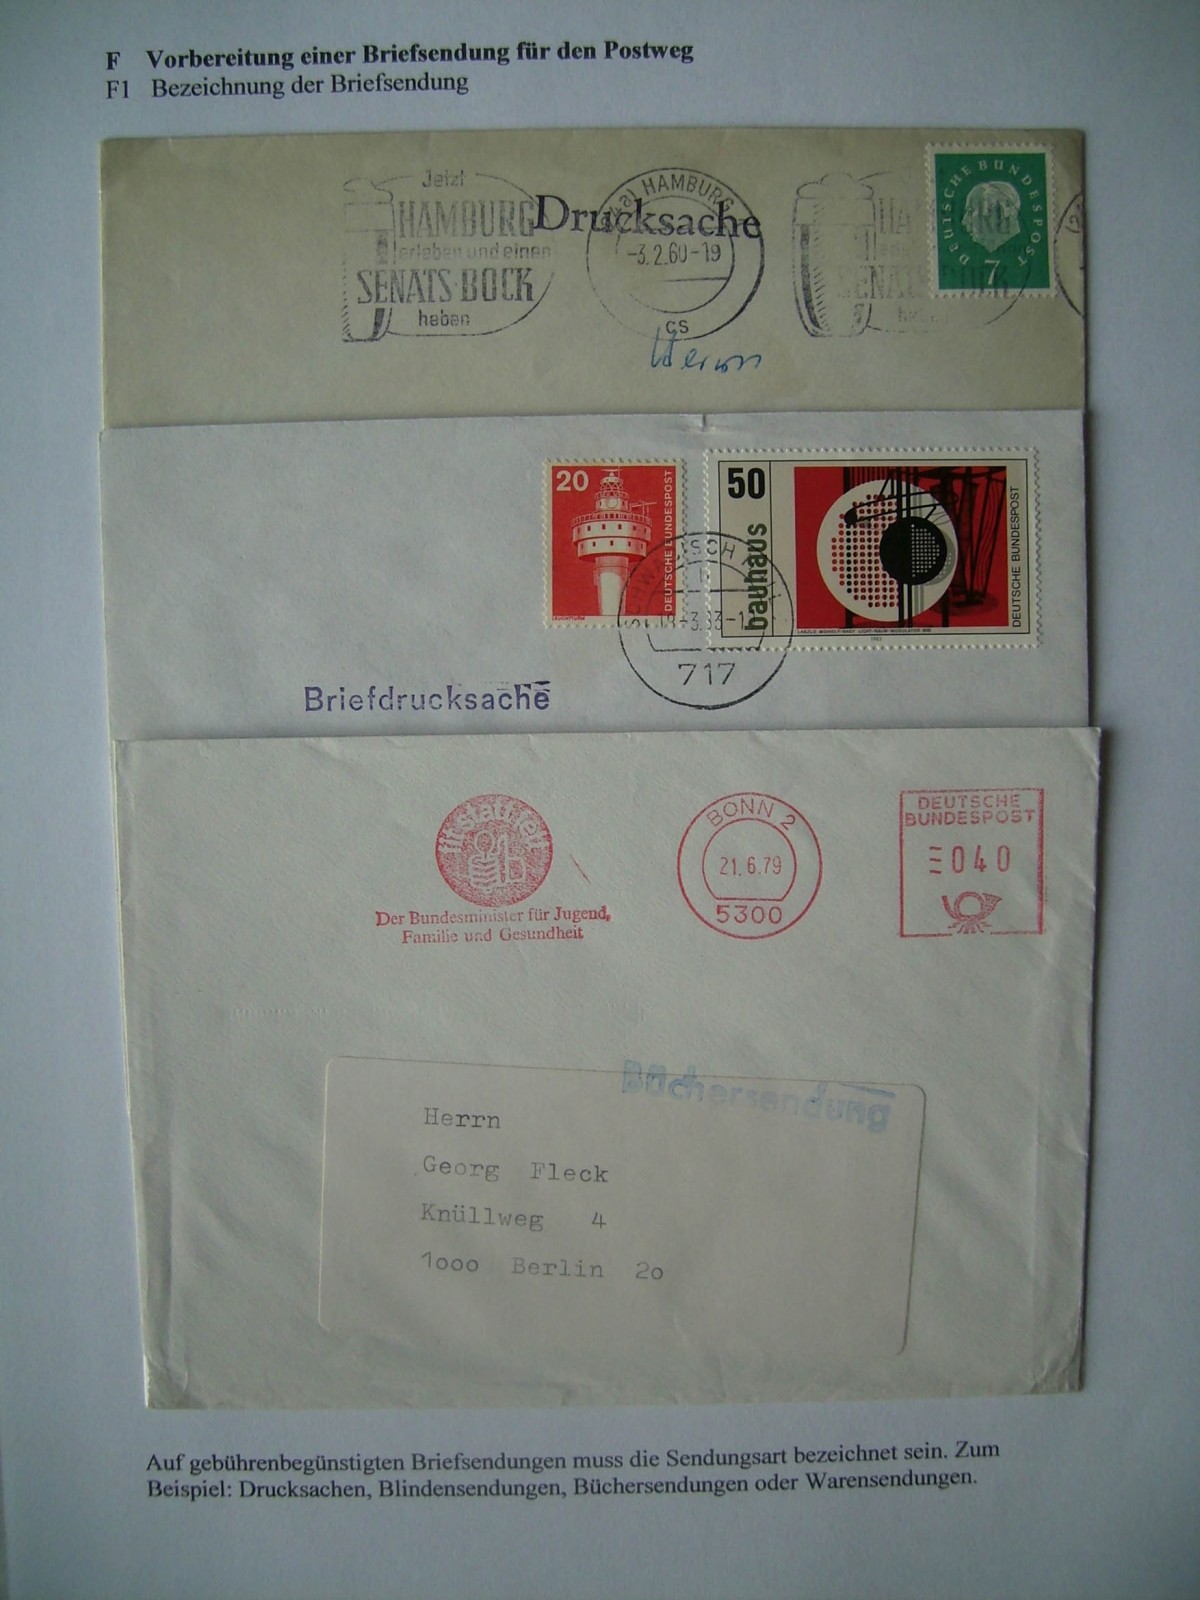 F Vorbereitung einer Briefsendung für den Postweg
F1 Bezeichnung der Briefsendung
Jetzt
HAMBURG
erleben und einen
SENATS-BOCK
heben
Drucksache
HAMBURG
-3.2.60-19
cs
DEUTSCHE BUNDESPOST
7
20
DEUTSCHE BUNDESPOST
50
bauhaus
DEUTSCHE BUNDESPOST
717
Briefdrucksache
Der Bundesminister für Jugend,
Familie und Gesundheit
BONN 2
21.6.79
5300
DEUTSCHE
BUNDESPOST
040
Büchersendung
Herrn
Georg Fleck
Knüllweg 4
1000 Berlin 20
Auf gebührenbegünstigten Briefsendungen muss die Sendungsart bezeichnet sein. Zum
Beispiel: Drucksachen, Blindensendungen, Büchersendungen oder Warensendungen.